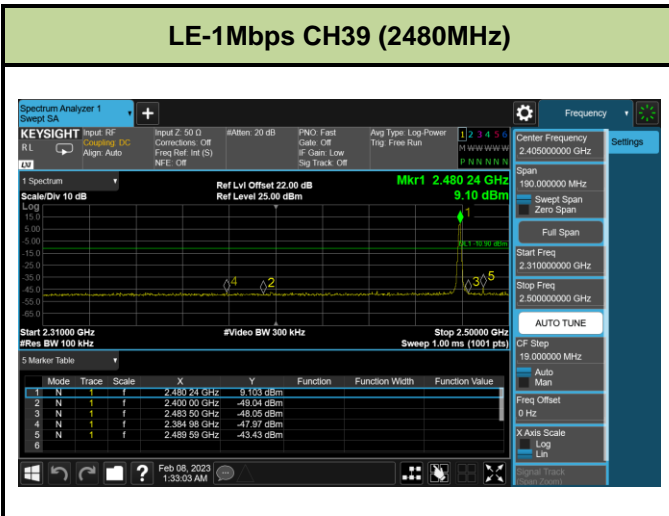 LE-1Mbps CH39 (2480MHz)
Spectrum Analyzer 1
Swept SA
+
Frequency
KEYSIGHT
RL
LXI
Input: RF
Coupling: DC
Align: Auto
Input Z: 50 Ω
Corrections: Off
Freq Ref: Int (S)
NFE: Off
#Atten: 20 dB
PNO: Fast
Gate: Off
IF Gain: Low
Sig Track: Off
Avg Type: Log-Power
Trig: Free Run
1 2 3 4 5 6
M W W W W W
P N N N N N
Center Frequency
2.405000000 GHz
Settings
Span
190.000000 MHz
Swept Span
Zero Span
Full Span
Start Freq
2.310000000 GHz
Stop Freq
2.500000000 GHz
AUTO TUNE
CF Step
19.000000 MHz
Auto
Man
Freq Offset
0 Hz
X Axis Scale
Log
Lin
Signal Track
(Span Zoom)
1 Spectrum
Scale/Div 10 dB
Ref Lvl Offset 22.00 dB
Ref Level 25.00 dBm
Mkr1 2.480 24 GHz
9.10 dBm
Log
15.0
5.00
-5.00
-15.0
-25.0
-35.0
-45.0
-55.0
-65.0
1
DL1 -10.90 dBm
4
2
3
5
Start 2.31000 GHz
#Video BW 300 kHz
Stop 2.50000 GHz
#Res BW 100 kHz
Sweep 1.00 ms (1001 pts)
5 Marker Table
Mode Trace Scale X Y Function Function Width Function Value
1 N 1 f 2.480 24 GHz 9.103 dBm
2 N 1 f 2.400 00 GHz -49.04 dBm
3 N 1 f 2.483 50 GHz -48.05 dBm
4 N 1 f 2.384 98 GHz -47.97 dBm
5 N 1 f 2.489 59 GHz -43.43 dBm
6
?
Feb 08, 2023
1:33:03 AM